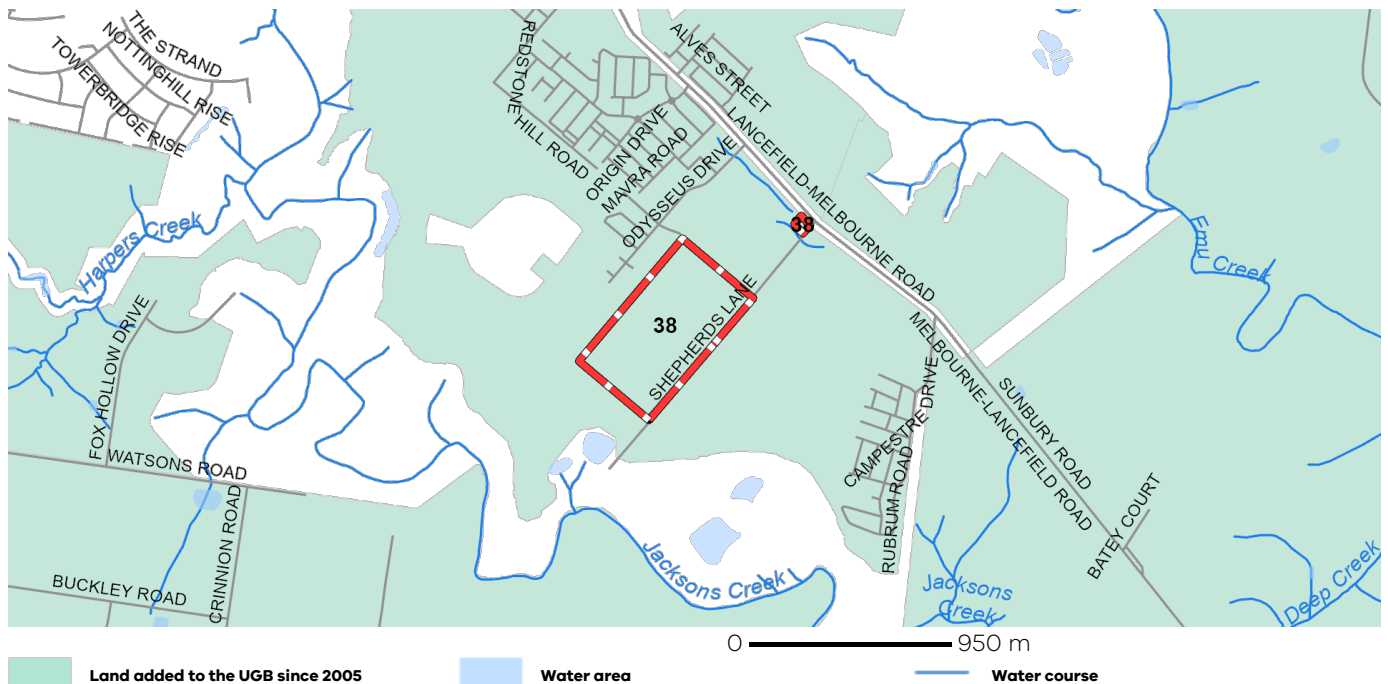 THE STRAND
NOTTINGHILL RISE
TOWERBRIDGE RISE
REDSTONE HILL ROAD
ALVES STREET
LANCEFIELD-MELBOURNE ROAD
ORIGIN DRIVE
MAVRA ROAD
ODYSSEUS DRIVE
38
Harpers Creek
Emu Creek
38
SHEPHERDS LANE
FOX HOLLOW DRIVE
MELBOURNE-LANCEFIELD ROAD
SUNBURY ROAD
CAMPESTRE DRIVE
RUBRUM ROAD
WATSONS ROAD
CRINNION ROAD
BATEY COURT
BUCKLEY ROAD
Jacksons Creek
Jacksons
Creek
Deep Creek
0 950 m
Land added to the UGB since 2005
Water area
Water course